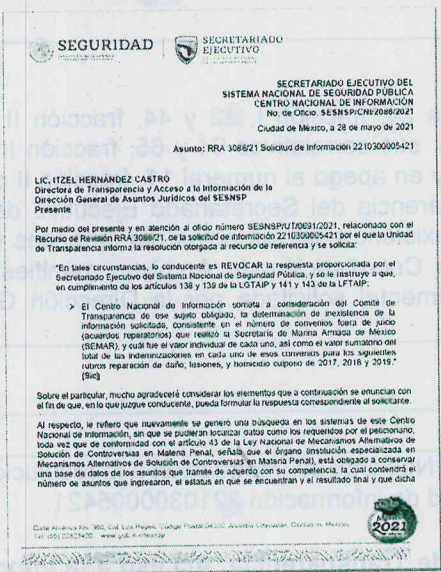 SEGURIDAD
SECRETARIADO
EJECUTIVO
SECRETARIADO EJECUTIVO DEL
SISTEMA NACIONAL DE SEGURIDAD PÚBLICA
CENTRO NACIONAL DE INFORMACIÓN
No. de Oficio. SESNSP/CNI/2086/2021
Ciudad de México, a 28 de mayo de 2021
Asunto: RRA 3086/21 Solicitud de Información 2210300005421
LIC. ITZEL HERNÁNDEZ CASTRO
Directora de Transparencia y Acceso a la Información de la
Dirección General de Asuntos Jurídicos del SESNSP
Presente
Por medio del presente y en atención al oficio número SESNSP/UT/0091/2021, relacionado con el
Recurso de Revisión RRA 3086/21, de la solicitud de información 2210300005421 por el que la Unidad
de Transparencia informa la resolución otorgada al recurso de referencia y se solicita:
"En tales circunstancias, lo conducente es REVOCAR la respuesta proporcionada por el
Secretariado Ejecutivo del Sistema Nacional de Seguridad Pública, y se le instruye a que,
en cumplimiento de los artículos 138 y 139 de la LGTAIP y 141 y 143 de la LFTAIP:
• El Centro Nacional de Información someta a consideración del Comité de
Transparencia de ese sujeto obligado, la determinación de inexistencia de la
información solicitada, consistente en el número de convenios fuera de juicio
(acuerdos reparatorios) que realizó la Secretaría de Marina Armada de México
(SEMAR), y cuál fue el valor individual de cada uno, así como el valor sumatorio del
total de las indemnizaciones en cada uno de esos convenios para los siguientes
rubros reparación de daño, lesiones, y homicidio culposo de 2017, 2018 y 2019."
[Sic]
Sobre el particular, mucho agradeceré considerar los elementos que a continuación se enuncian con
el fin de que, en lo que juzgue conducente, pueda formular la respuesta correspondiente al solicitante.
Al respecto, le refiero que nuevamente se generó una búsqueda en los sistemas de este Centro
Nacional de Información, sin que se pudieran localizar datos como los requeridos por el peticionario,
toda vez que de conformidad con el artículo 43 de la Ley Nacional de Mecanismos Alternativos de
Solución de Controversias en Materia Penal, señala que el órgano (institución especializada en
Mecanismos Alternativos de Solución de Controversias en Materia Penal), está obligado a conservar
una base de datos de los asuntos que tramite de acuerdo con su competencia, la cual contendrá el
número de asuntos que ingresaron, el estatus en que se encuentran y el resultado final y dicha
2021